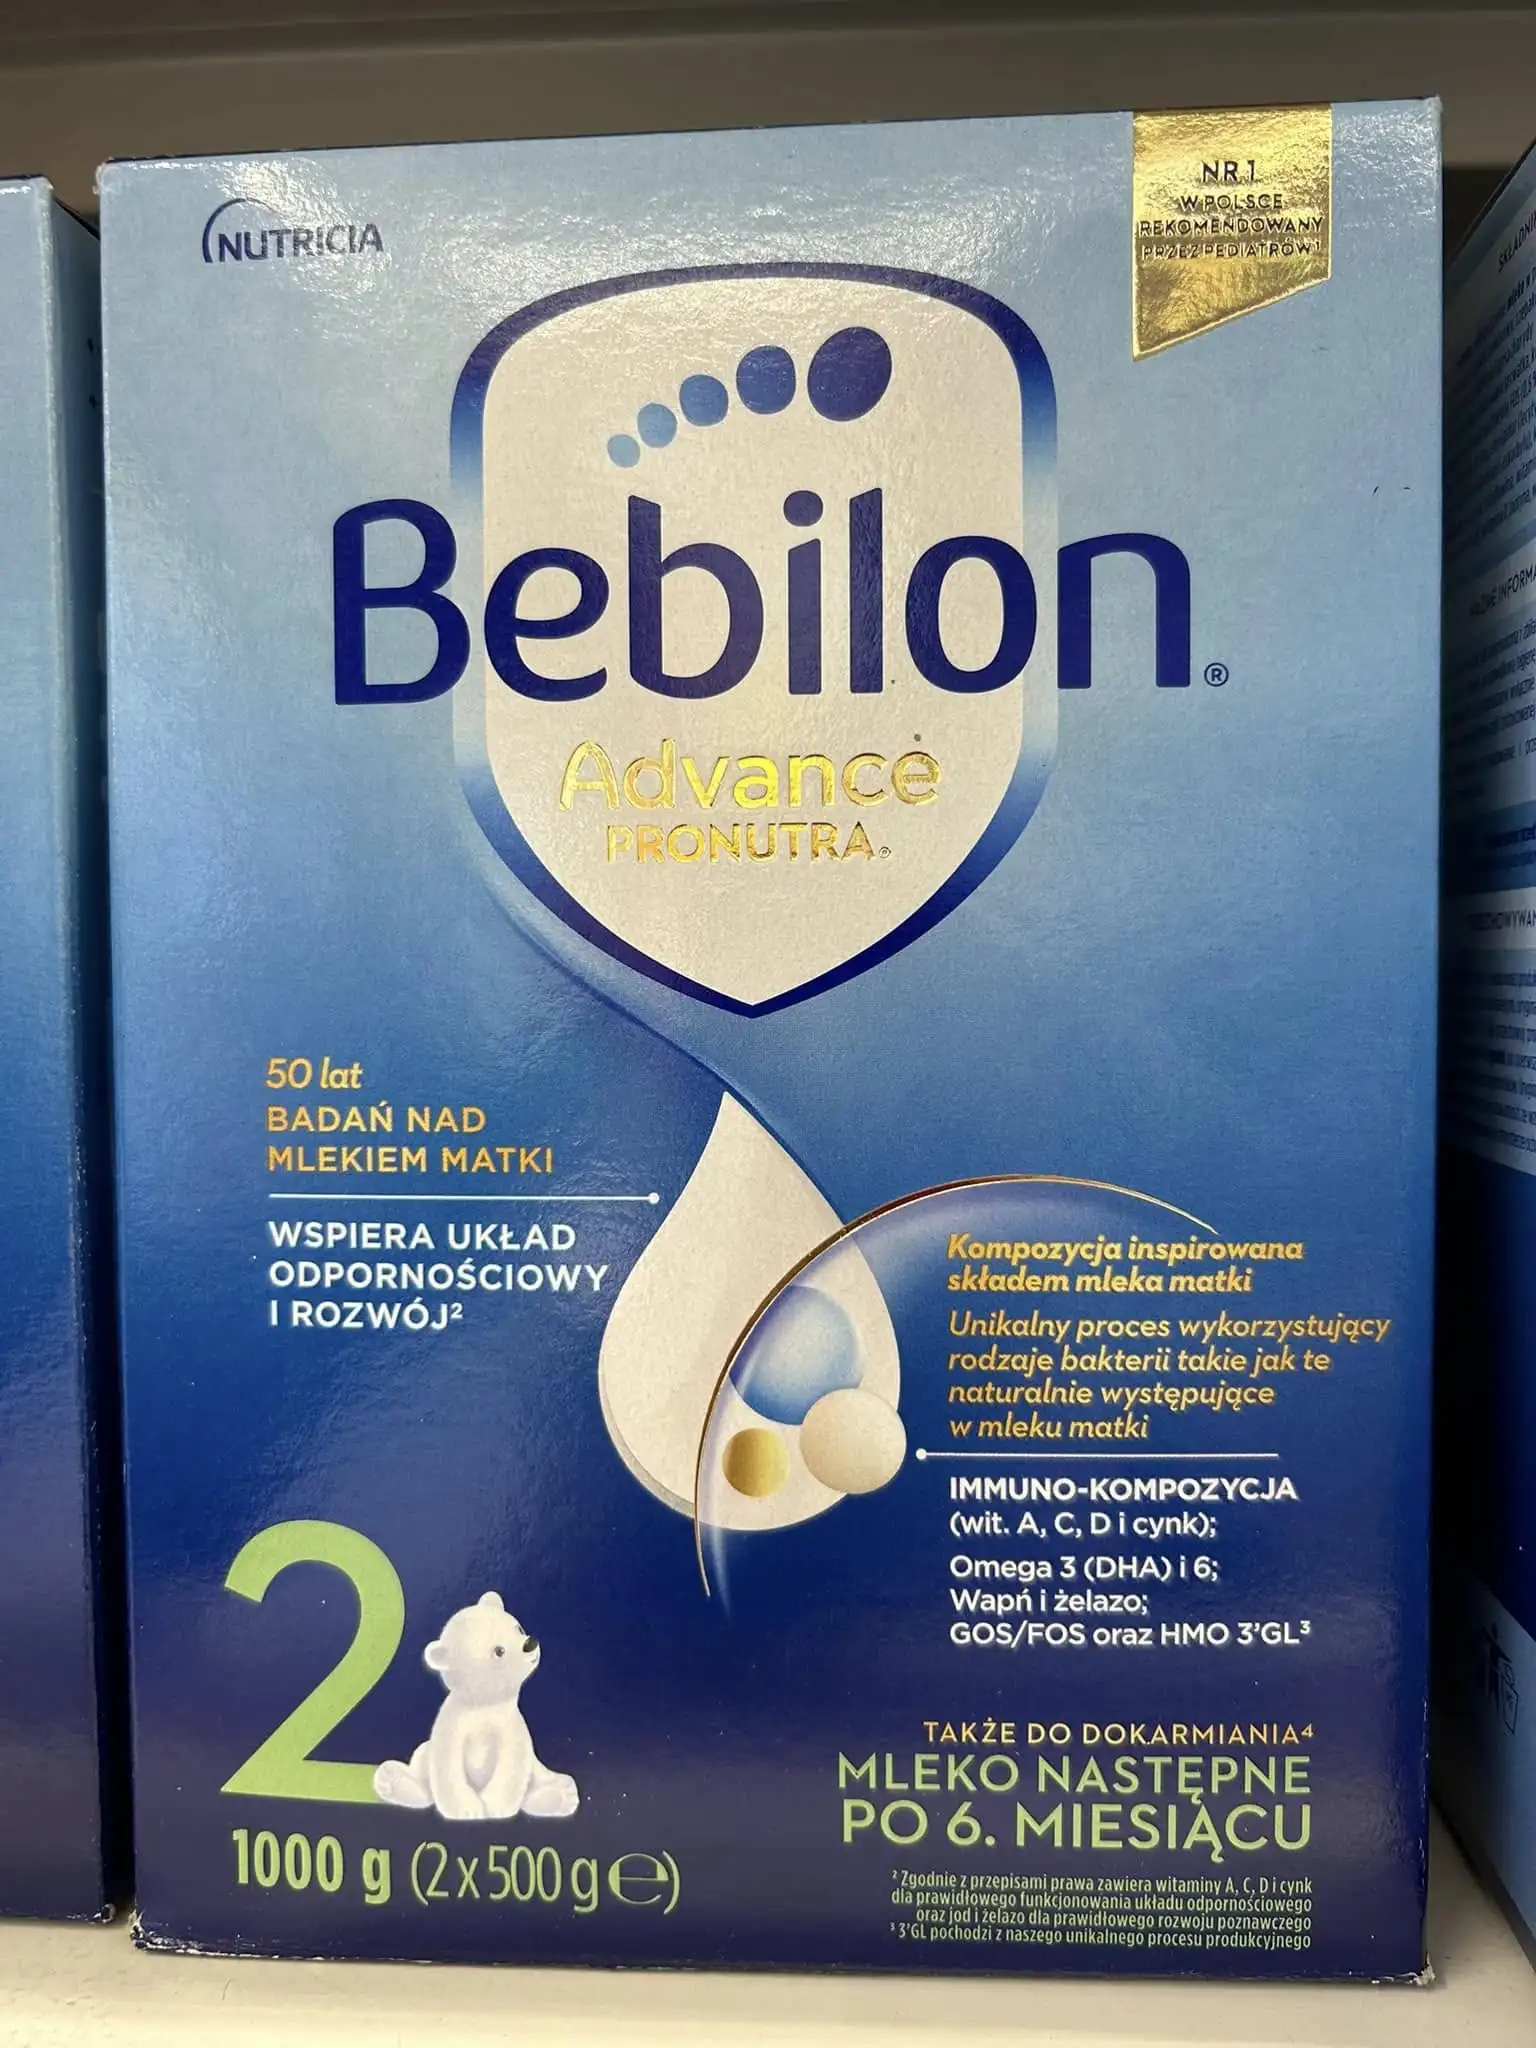 NUTRICIA
NR 1
W POLSCE
REKOMENDOWANY
PRZEZ PEDIATRÓW¹
Bebilon®
Advance
PRONUTRA®
50 lat
BADAŃ NAD
MLEKIEM MATKI
WSPIERA UKŁAD
ODPORNOŚCIOWY
I ROZWÓJ²
Kompozycja inspirowana
składem mleka matki
Unikalny proces wykorzystujący
rodzaje bakterii takie jak te
naturalnie występujące
w mleku matki
IMMUNO-KOMPOZYCJA
(wit. A, C, D i cynk);
Omega 3 (DHA) i 6;
Wapń i żelazo;
GOS/FOS oraz HMO 3'GL³
2
1000 g (2 x 500 g ℮)
TAKŻE DO DOKARMIANIA⁴
MLEKO NASTĘPNE
PO 6. MIESIĄCU
² Zgodnie z przepisami prawa zawiera witaminy A, C, D i cynk
dla prawidłowego funkcjonowania układu odpornościowego
oraz jod i żelazo dla prawidłowego rozwoju poznawczego
³ 3'GL pochodzi z naszego unikalnego procesu produkcyjnego